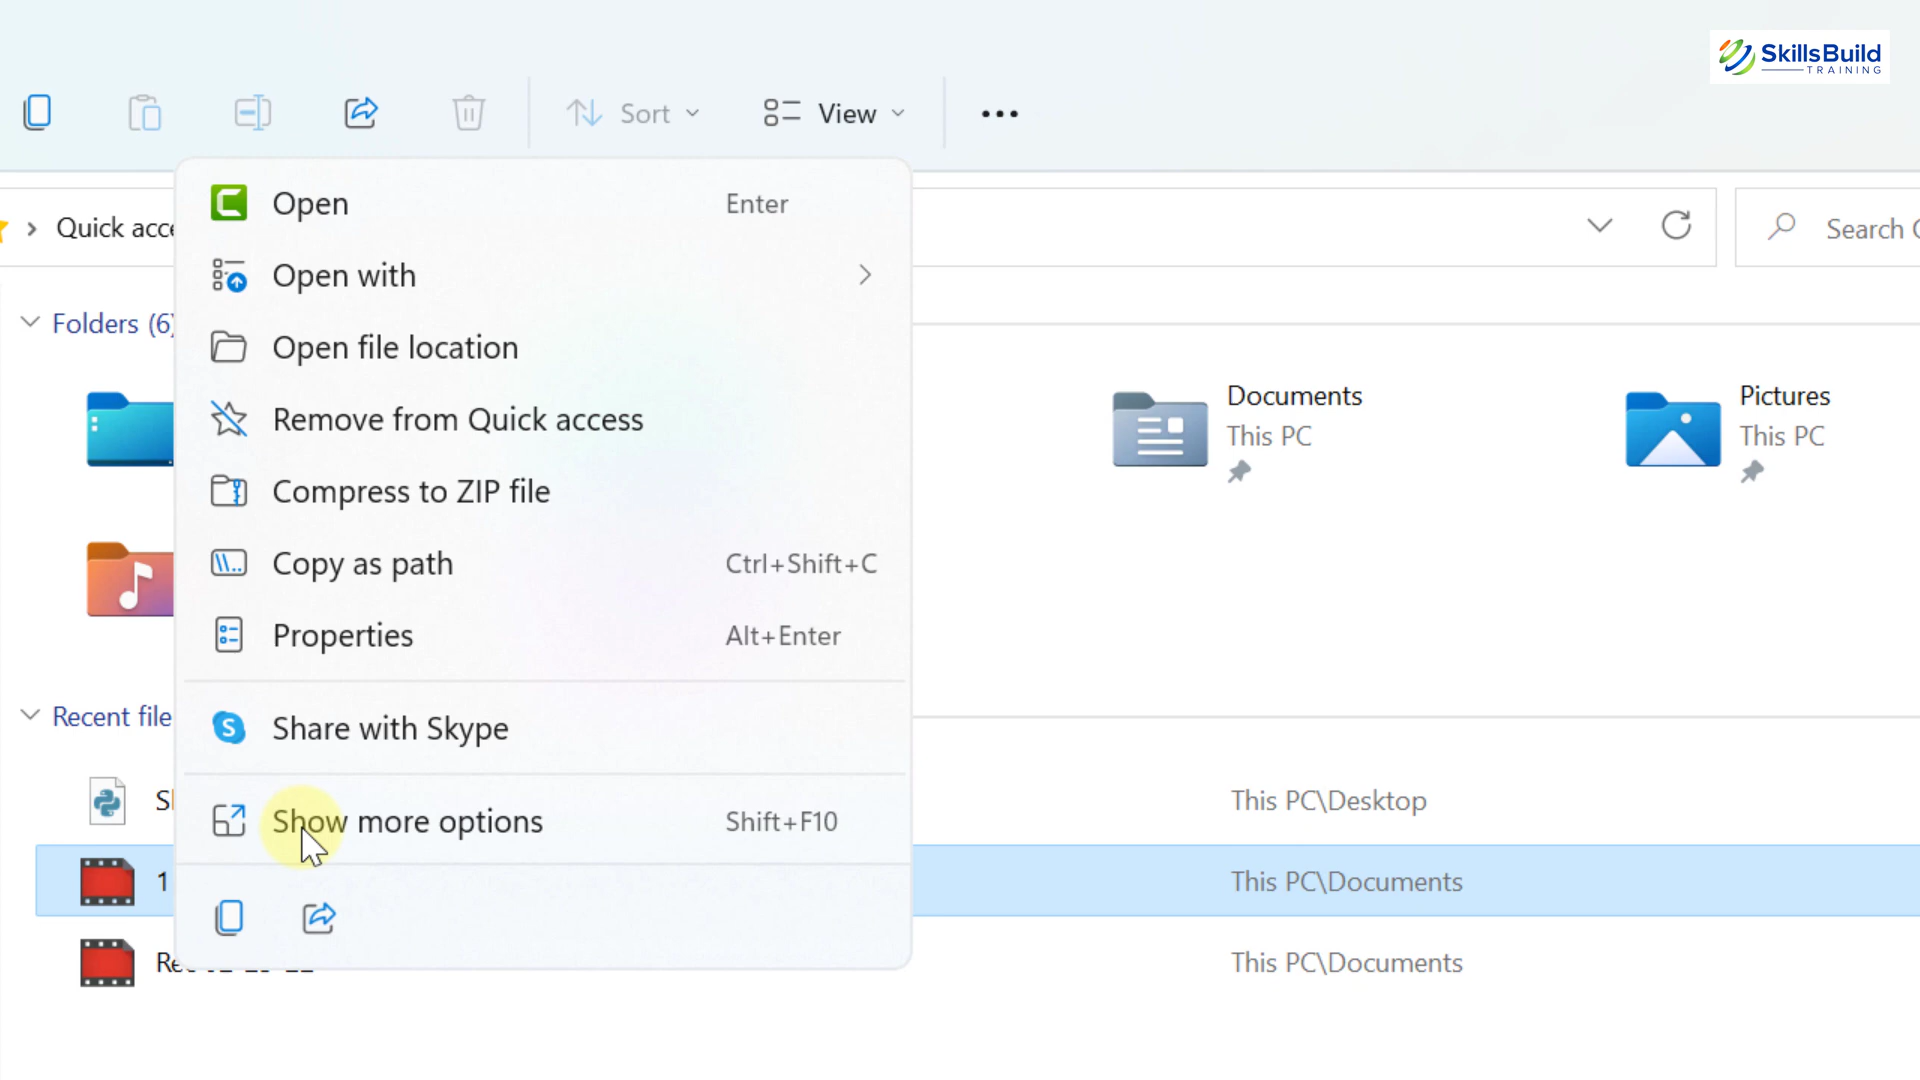 SkillsBuild
TRAINING
Sort
View
Quick
Search
Open Enter
Open with
Open file location
Remove from Quick access
Compress to ZIP file
Copy as path Ctrl+Shift+C
Properties Alt+Enter
Share with Skype
Show more options Shift+F10
Folders (6)
Documents
This PC
Pictures
This PC
Recent file
This PC\Desktop
1
This PC\Documents
This PC\Documents